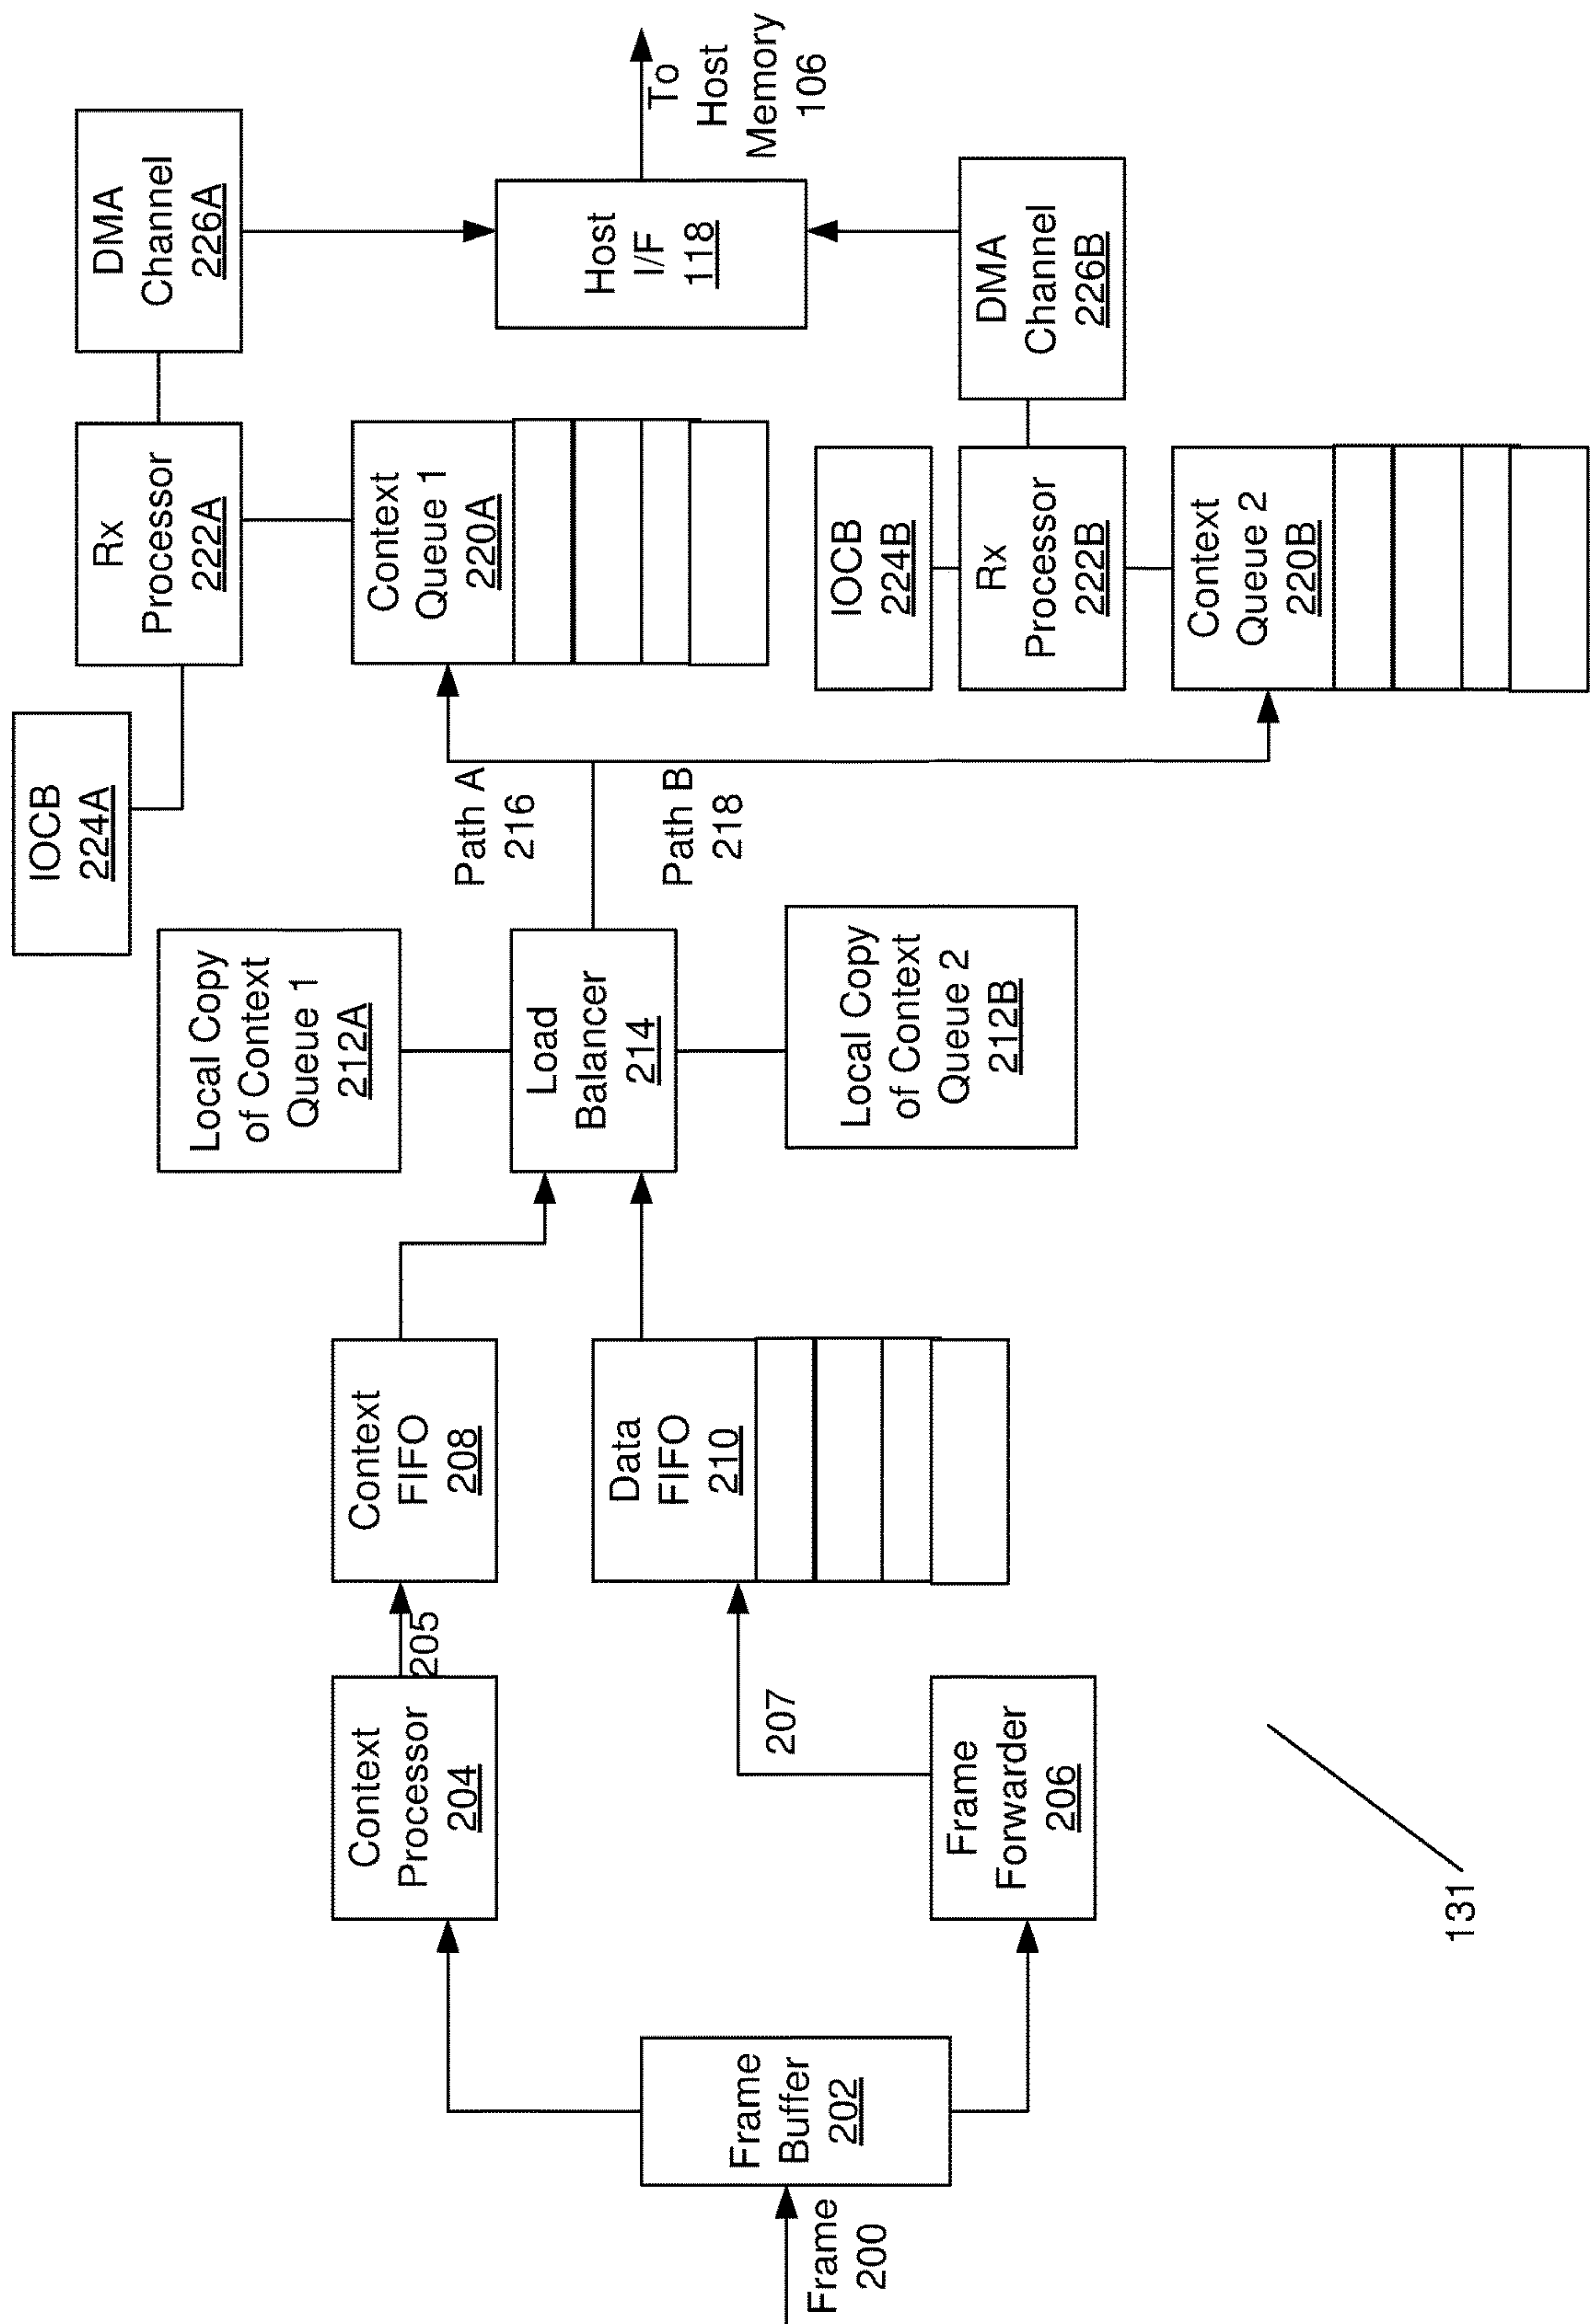 Frame
200
Frame
Buffer
202
Context
Processor
204
205
Frame
Forwarder
206
207
Context
FIFO
208
Data
FIFO
210
Local Copy
of Context
Queue 1
212A
Load
Balancer
214
Local Copy
of Context
Queue 2
212B
Path A
216
Path B
218
IOCB
224A
Rx
Processor
222A
Context
Queue 1
220A
IOCB
224B
Rx
Processor
222B
Context
Queue 2
220B
DMA
Channel
226A
Host
I/F
118
DMA
Channel
226B
To
Host
Memory
106
131